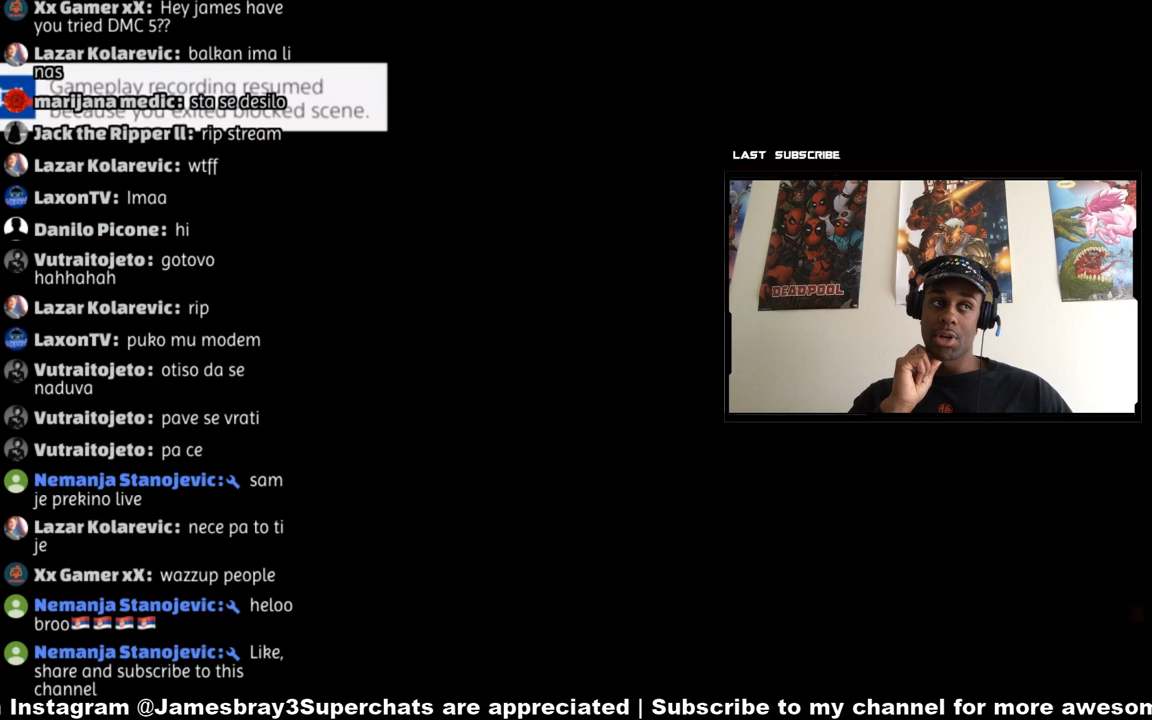 Xx Gamer xX: Hey james have
you tried DMC 5??
Lazar Kolarevic: balkan ima li
nas
Gameplay recording resumed
because you exited blocked scene.
marijana medic: sta se desilo
Jack the Ripper ll: rip stream
Lazar Kolarevic: wtff
LaxonTV: lmaa
Danilo Picone: hi
Vutraitojeto: gotovo
hahhahah
Lazar Kolarevic: rip
LaxonTV: puko mu modem
Vutraitojeto: otiso da se
naduva
Vutraitojeto: pave se vrati
Vutraitojeto: pa ce
Nemanja Stanojevic: sam
je prekino live
Lazar Kolarevic: nece pa to ti
je
Xx Gamer xX: wazzup people
Nemanja Stanojevic: heloo
broo🇷🇸🇷🇸🇷🇸🇷🇸
Nemanja Stanojevic: Like,
share and subscribe to this
channel
LAST SUBSCRIBE
DEADPOOL
Instagram @Jamesbray3Superchats are appreciated | Subscribe to my channel for more awesom